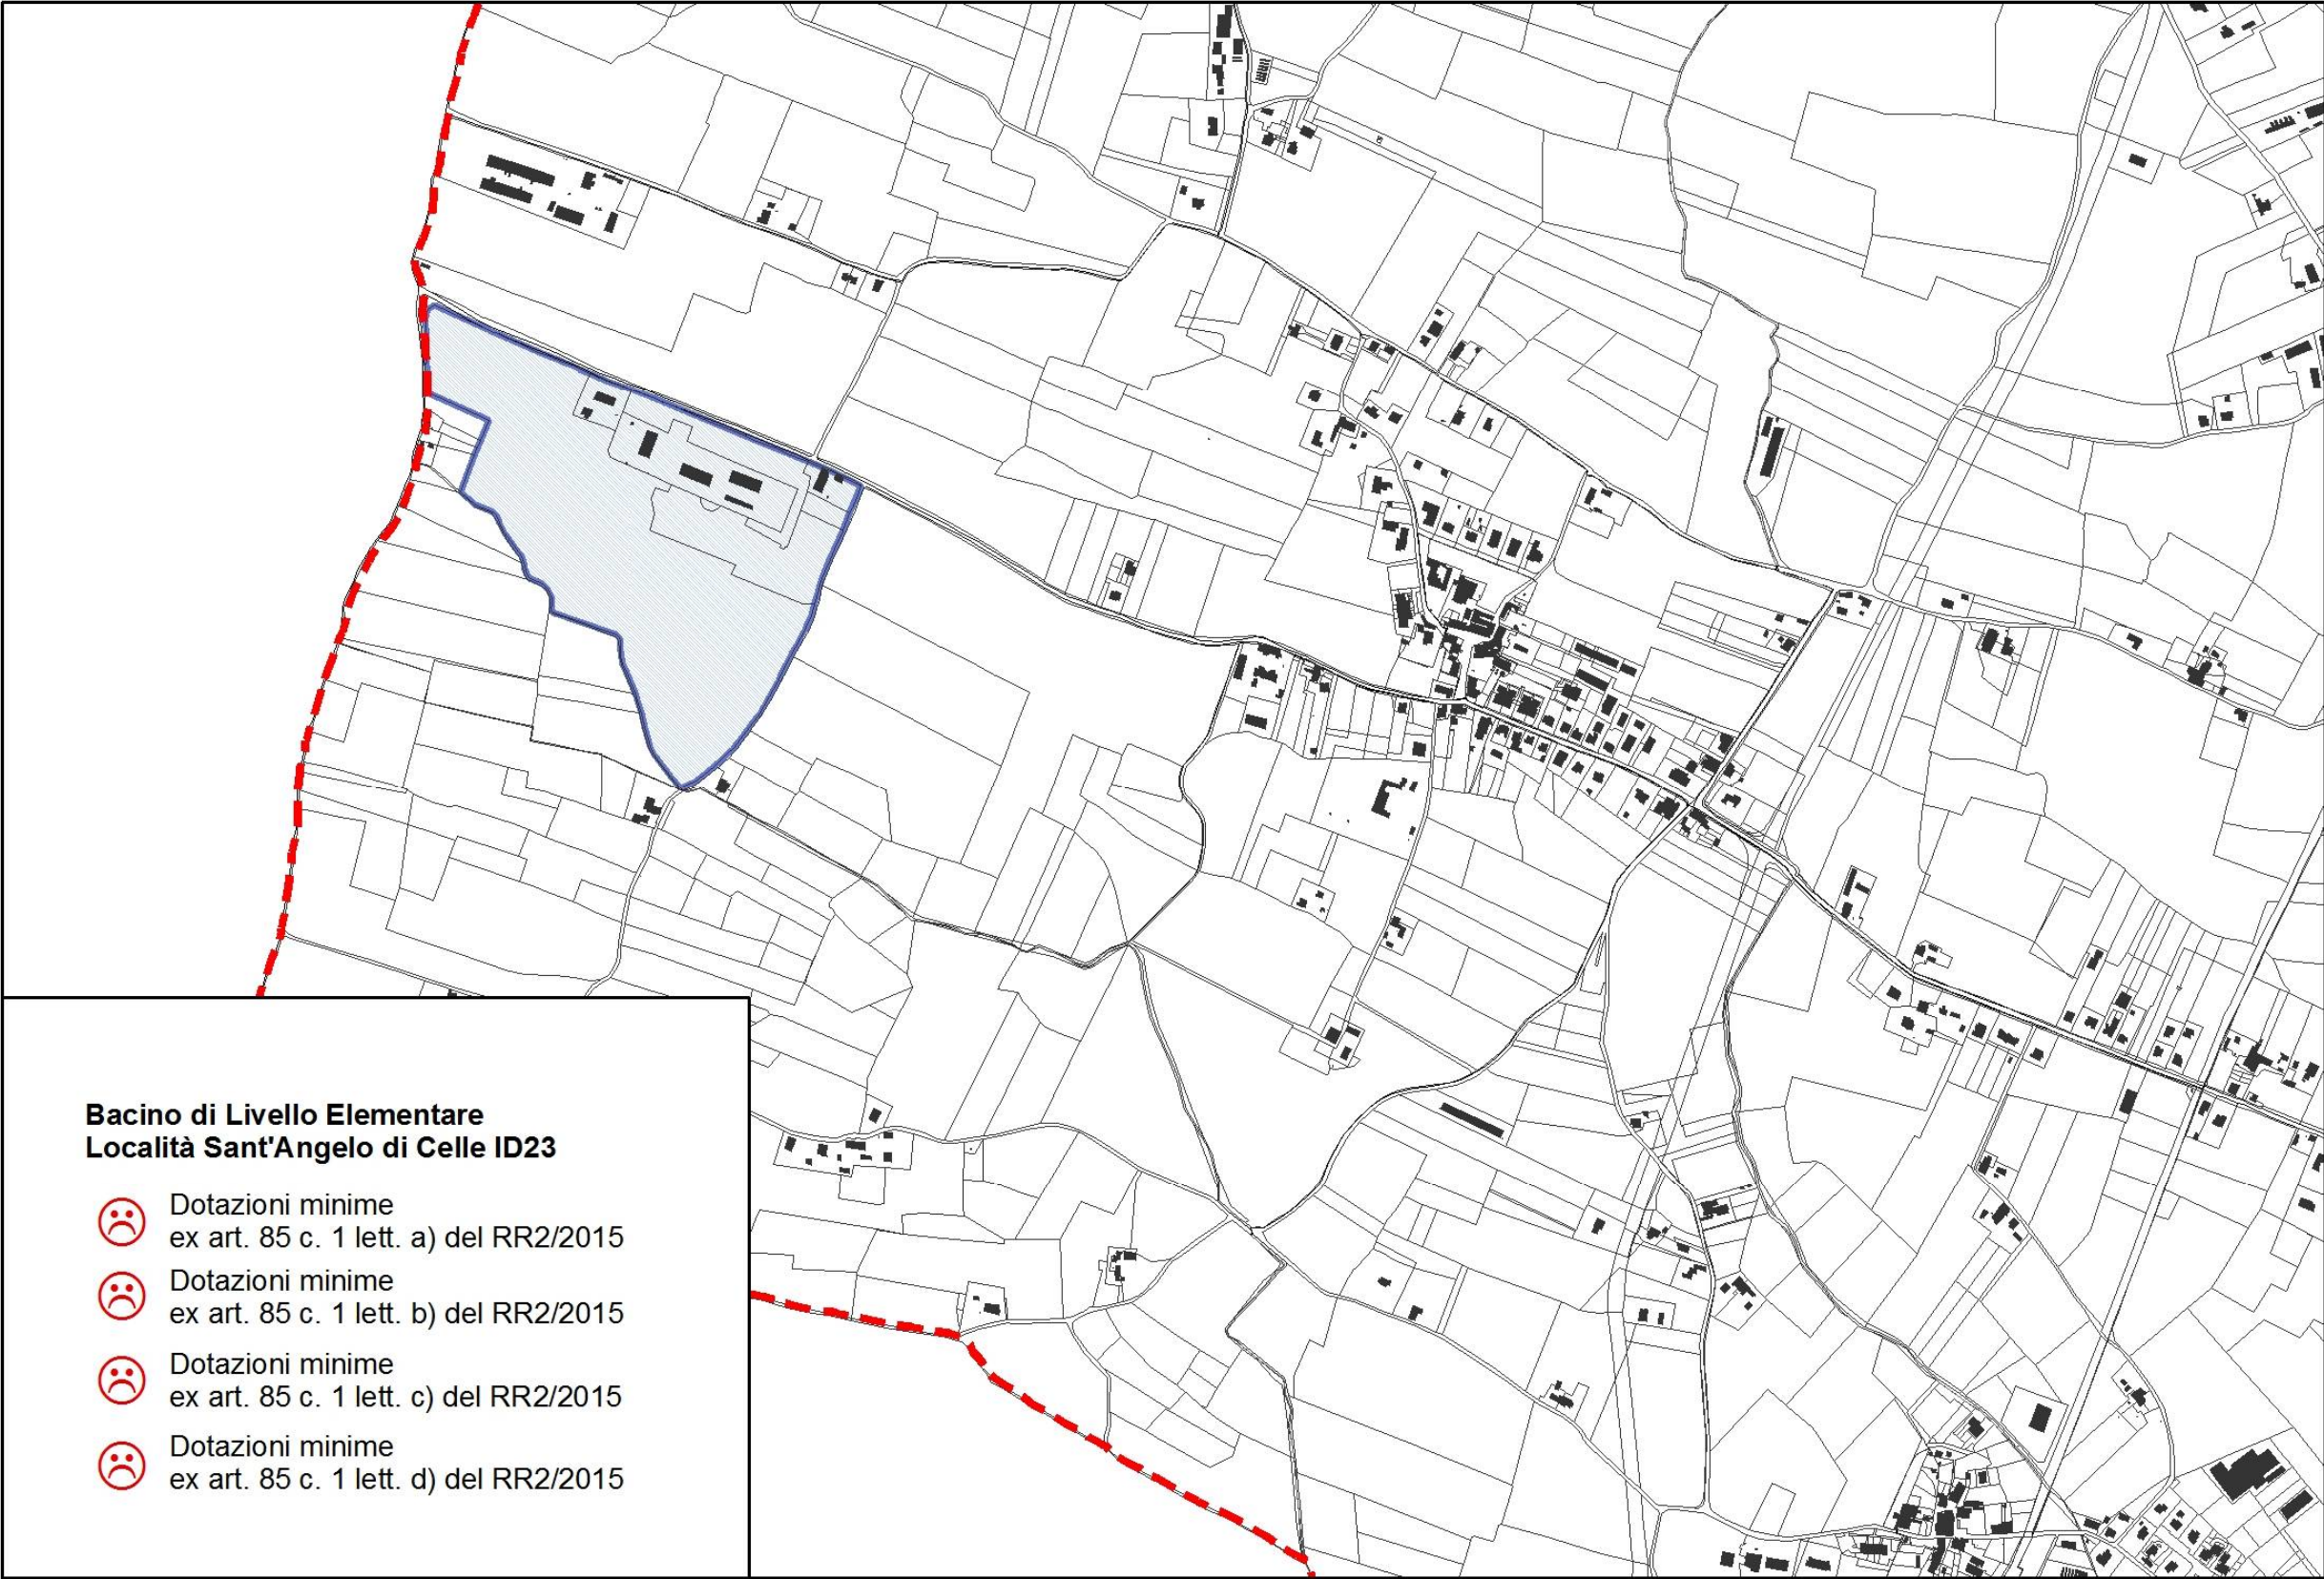 Bacino di Livello Elementare
Località Sant'Angelo di Celle ID23
Dotazioni minime
ex art. 85 c. 1 lett. a) del RR2/2015
Dotazioni minime
ex art. 85 c. 1 lett. b) del RR2/2015
Dotazioni minime
ex art. 85 c. 1 lett. c) del RR2/2015
Dotazioni minime
ex art. 85 c. 1 lett. d) del RR2/2015